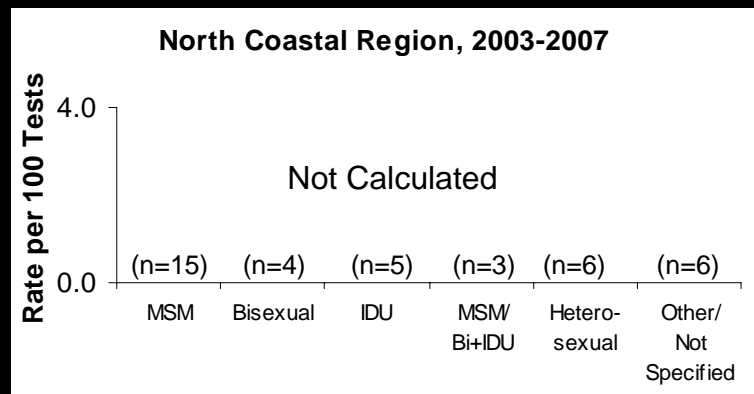 North Coastal Region, 2003-2007
Rate per 100 Tests
4.0
Not Calculated
0.0
(n=15) (n=4) (n=5) (n=3) (n=6) (n=6)
MSM Bisexual IDU MSM/ Hetero- Other/
Bi+IDU sexual Not
Specified